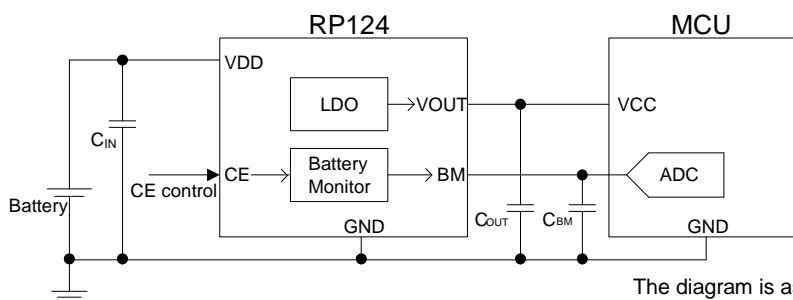 RP124
MCU
VDD
LDO
VOUT
VCC
CIN
CE control
CE
Battery
Monitor
BM
ADC
Battery
GND
COUT
CBM
GND
The diagram is a